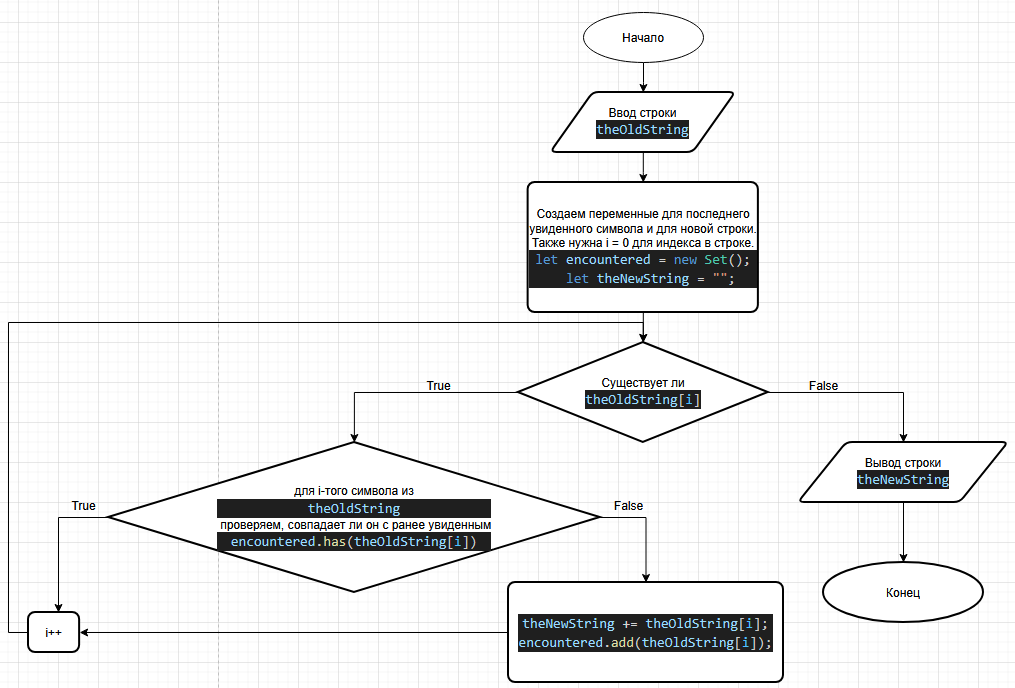 Начало
Ввод строки
theOldString
Создаем переменные для последнего
увиденного символа и для новой строки.
Также нужна i = 0 для индекса в строке.
let encountered = new Set();
let theNewString = "";
Существует ли
theOldString[i]
True
False
для i-того символа из
theOldString
проверяем, совпадает ли он с ранее увиденным
encountered.has(theOldString[i])
True
False
Вывод строки
theNewString
Конец
i++
theNewString += theOldString[i];
encountered.add(theOldString[i]);